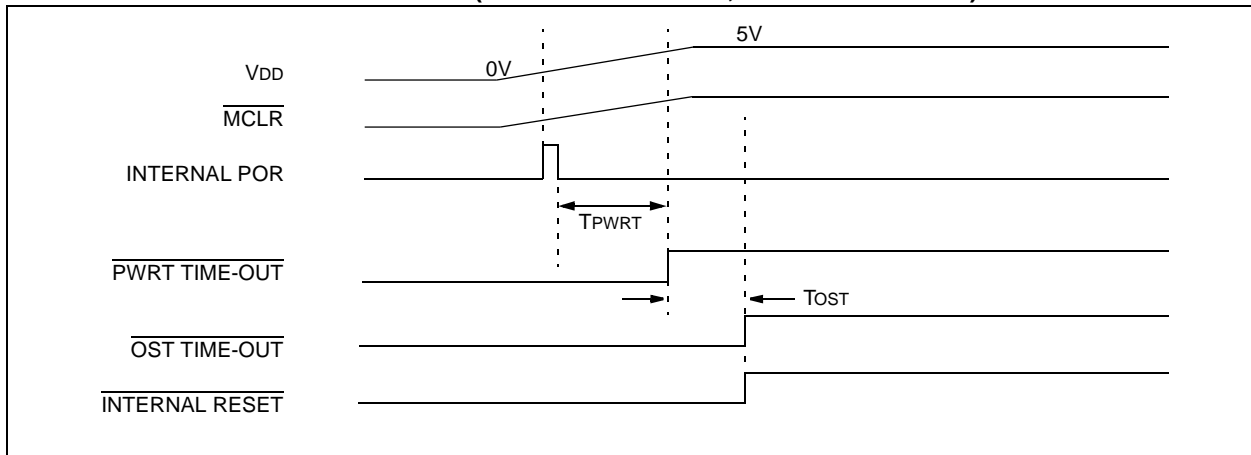 5V
VDD
0V
MCLR
INTERNAL POR
TPWRT
PWRT TIME-OUT
TOST
OST TIME-OUT
INTERNAL RESET